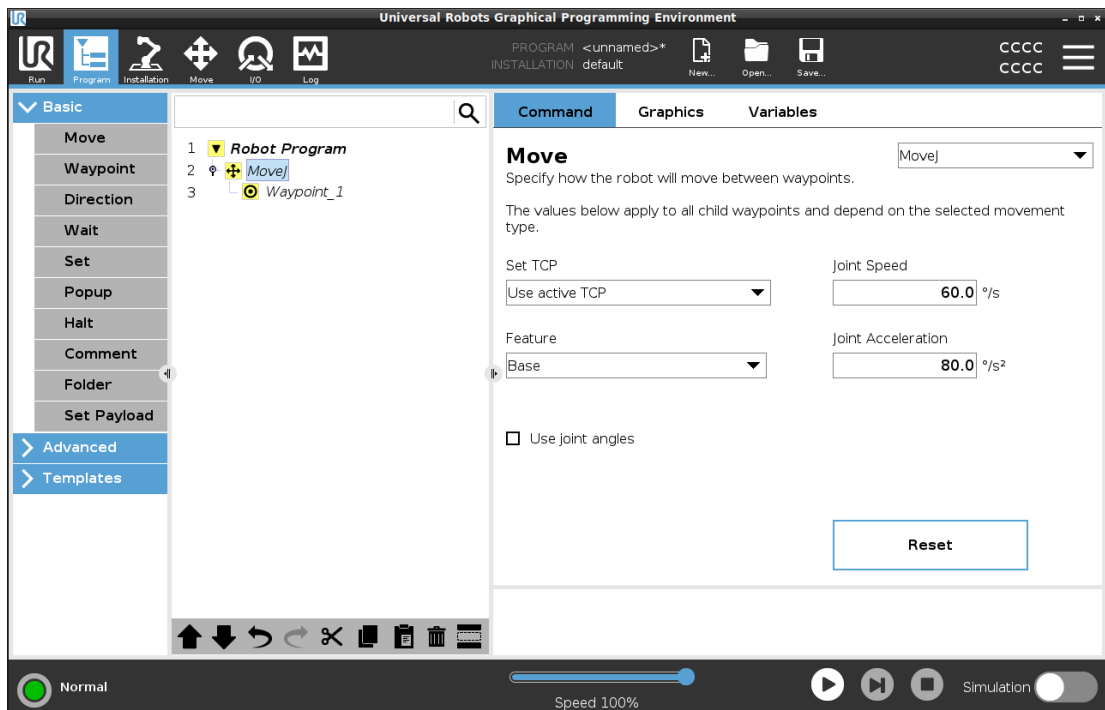 Universal Robots Graphical Programming Environment
UR
Run
Program
Installation
Move
I/O
Log
PROGRAM <unnamed>*
INSTALLATION default
New...
Open...
Save...
CCCC
CCCC
Basic
Move
Waypoint
Direction
Wait
Set
Popup
Halt
Comment
Folder
Set Payload
Advanced
Templates
1 Robot Program
2 MoveJ
3 Waypoint_1
Command Graphics Variables
Move
MoveJ
Specify how the robot will move between waypoints.
The values below apply to all child waypoints and depend on the selected movement
type.
Set TCP
Joint Speed
Use active TCP
60.0 °/s
Feature
Joint Acceleration
Base
80.0 °/s²
Use joint angles
Reset
Normal
Speed 100%
Simulation